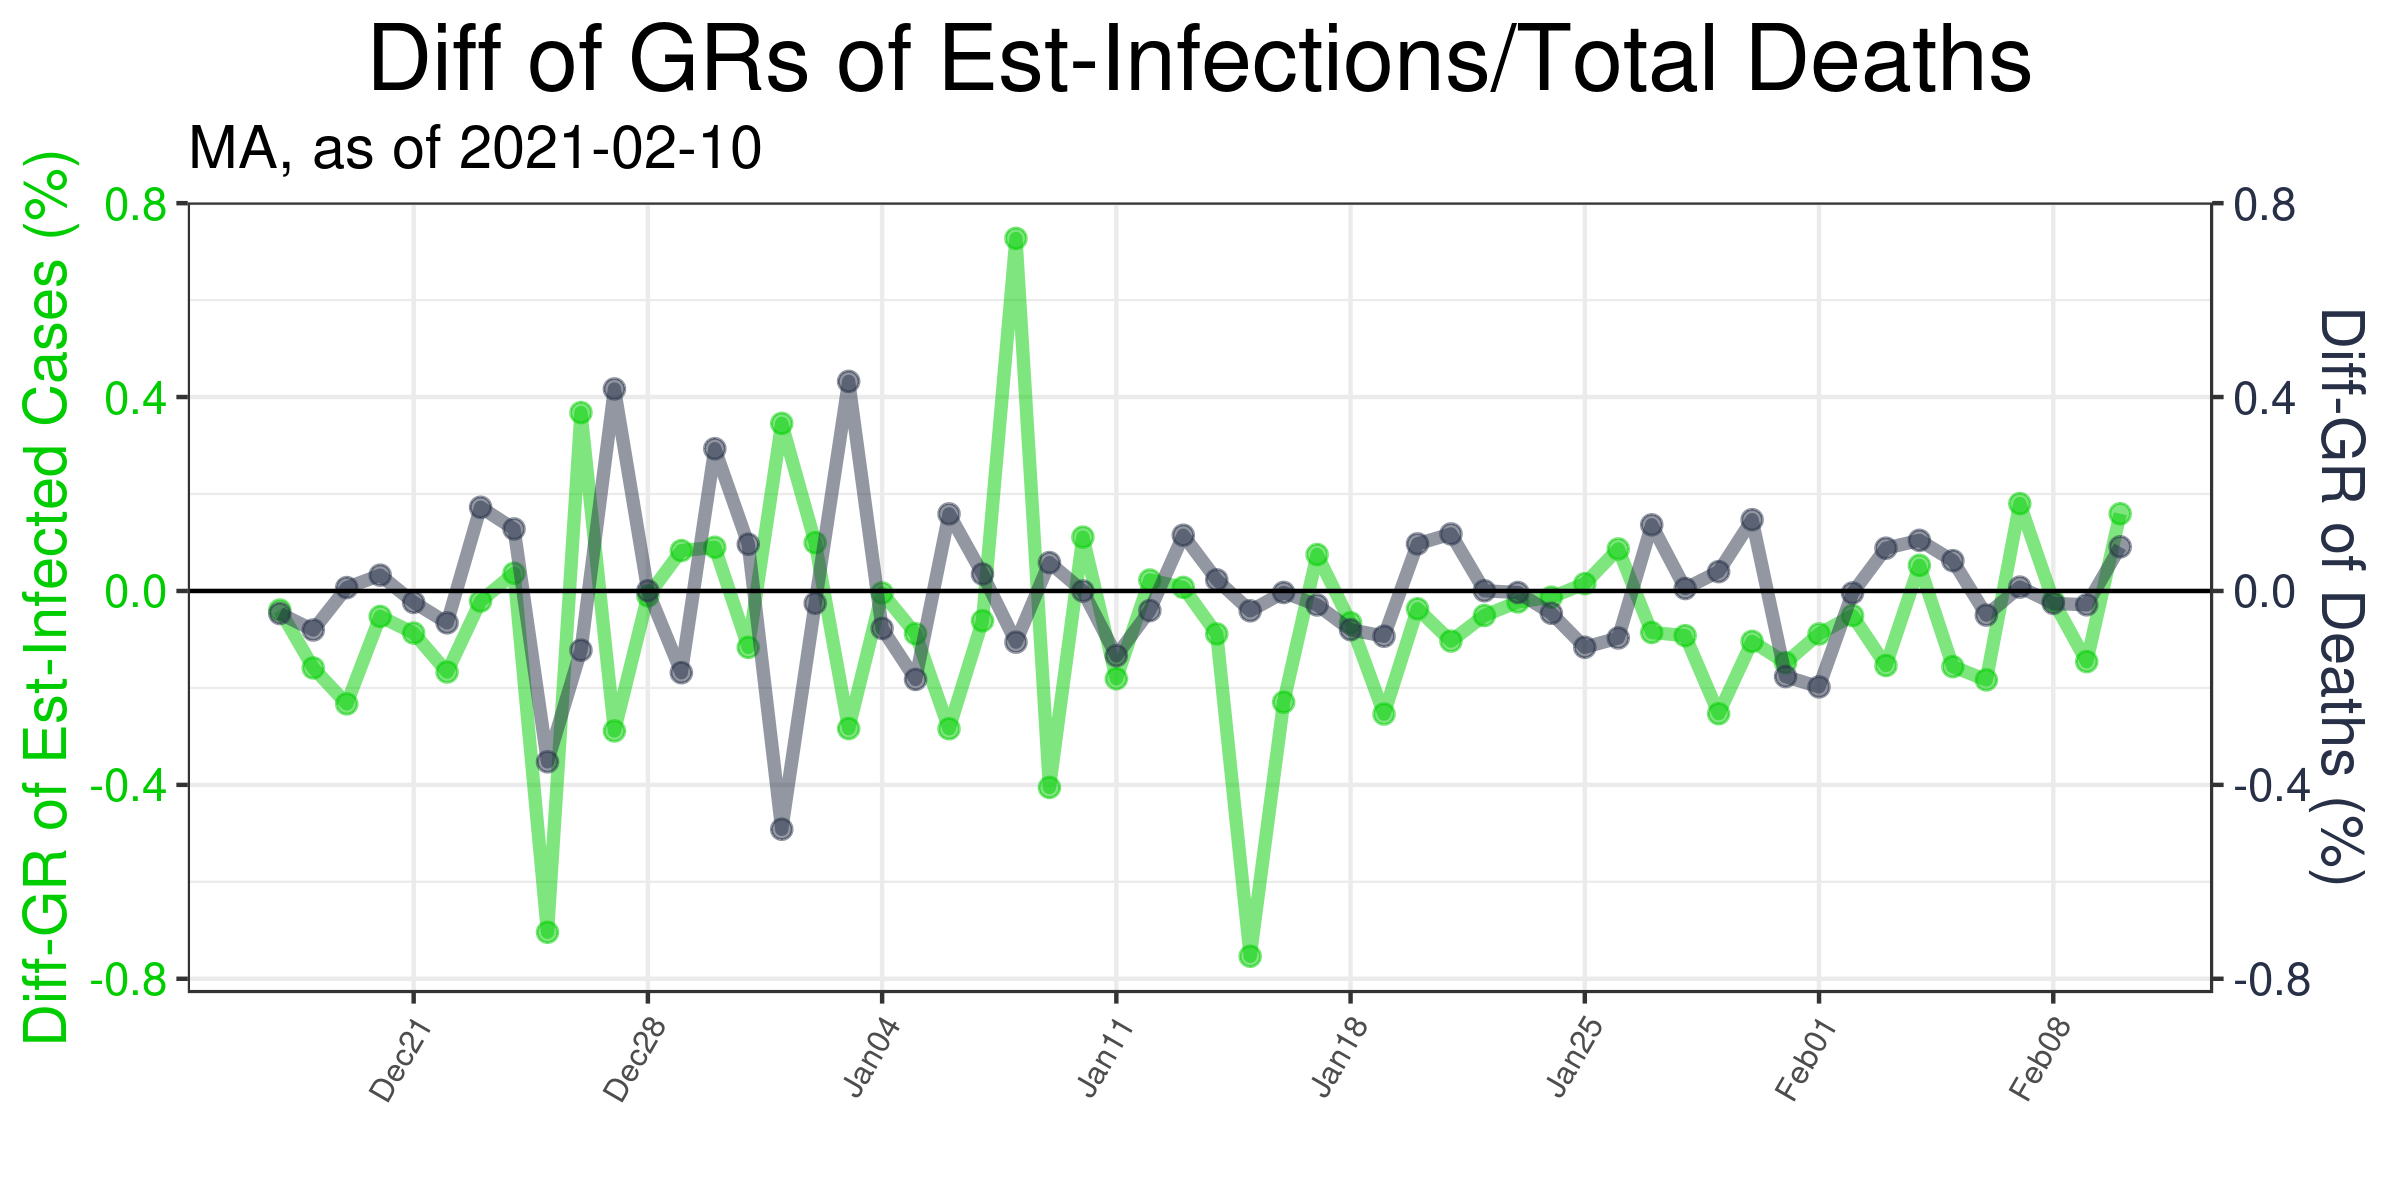 Diff of GRs of Est-Infections/Total Deaths
MA, as of 2021-02-10
Diff-GR of Est-Infected Cases (%)
0.8
0.4
0.0
-0.4
-0.8
0.8
0.4
0.0
-0.4
-0.8
Diff-GR of Deaths (%)
Dec21
Dec28
Jan04
Jan11
Jan18
Jan25
Feb01
Feb08